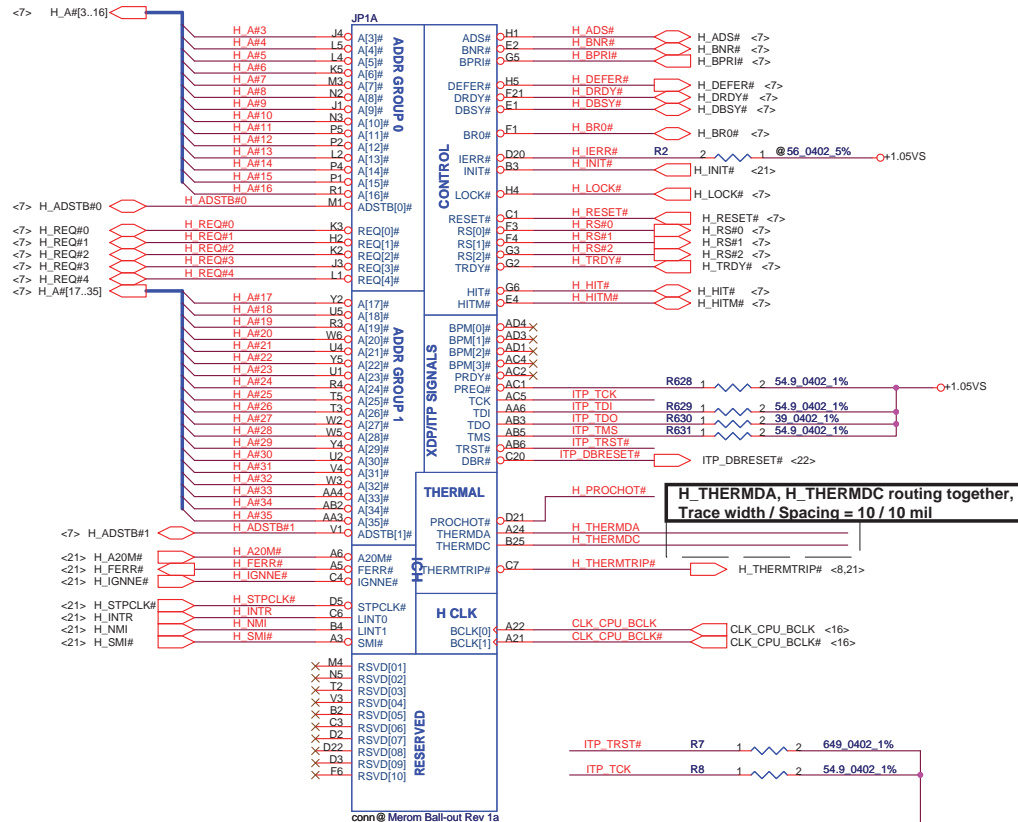 <7> H_A#[3..16]
JP1A
H_A#3 J4 A[3]#
H_A#4 L5 A[4]#
H_A#5 L4 A[5]#
H_A#6 K5 A[6]#
H_A#7 M3 A[7]#
H_A#8 N2 A[8]#
H_A#9 J1 A[9]#
H_A#10 N3 A[10]#
H_A#11 P5 A[11]#
H_A#12 P2 A[12]#
H_A#13 L2 A[13]#
H_A#14 P4 A[14]#
H_A#15 P1 A[15]#
H_A#16 R1 A[16]#
<7> H_ADSTB#0 H_ADSTB#0 M1 ADSTB[0]#
ADDR GROUP 0
<7> H_REQ#0 H_REQ#0 K3 REQ[0]#
<7> H_REQ#1 H_REQ#1 H2 REQ[1]#
<7> H_REQ#2 H_REQ#2 K2 REQ[2]#
<7> H_REQ#3 H_REQ#3 J3 REQ[3]#
<7> H_REQ#4 H_REQ#4 L1 REQ[4]#
<7> H_A#[17..35]
H_A#17 Y2 A[17]#
H_A#18 U5 A[18]#
H_A#19 R3 A[19]#
H_A#20 W6 A[20]#
H_A#21 U4 A[21]#
H_A#22 Y5 A[22]#
H_A#23 U1 A[23]#
H_A#24 R4 A[24]#
H_A#25 T5 A[25]#
H_A#26 T3 A[26]#
H_A#27 W2 A[27]#
H_A#28 W5 A[28]#
H_A#29 Y4 A[29]#
H_A#30 U2 A[30]#
H_A#31 V4 A[31]#
H_A#32 W3 A[32]#
H_A#33 AA4 A[33]#
H_A#34 AB2 A[34]#
H_A#35 AA3 A[35]#
<7> H_ADSTB#1 H_ADSTB#1 V1 ADSTB[1]#
ADDR GROUP 1
<21> H_A20M# H_A20M# A6 A20M#
<21> H_FERR# H_FERR# A5 FERR#
<21> H_IGNNE# H_IGNNE# C4 IGNNE#
ICH
<21> H_STPCLK# H_STPCLK# D5 STPCLK#
<21> H_INTR H_INTR C6 LINT0
<21> H_NMI H_NMI B4 LINT1
<21> H_SMI# H_SMI# A3 SMI#
M4 RSVD[01]
N5 RSVD[02]
T2 RSVD[03]
V3 RSVD[04]
B2 RSVD[05]
C3 RSVD[06]
D2 RSVD[07]
D22 RSVD[08]
D3 RSVD[09]
F6 RSVD[10]
RESERVED
conn@ Merom Ball-out Rev 1a
CONTROL
ADS# H1 H_ADS# H_ADS# <7>
BNR# E2 H_BNR# H_BNR# <7>
BPRI# G5 H_BPRI# H_BPRI# <7>
DEFER# H5 H_DEFER# H_DEFER# <7>
DRDY# F21 H_DRDY# H_DRDY# <7>
DBSY# E1 H_DBSY# H_DBSY# <7>
BR0# F1 H_BR0# H_BR0# <7>
IERR# D20 H_IERR# R2 2 1 @56_0402_5% +1.05VS
INIT# B3 H_INIT# H_INIT# <21>
LOCK# H4 H_LOCK# H_LOCK# <7>
RESET# C1 H_RESET# H_RESET# <7>
RS[0]# F3 H_RS#0 H_RS#0 <7>
RS[1]# F4 H_RS#1 H_RS#1 <7>
RS[2]# G3 H_RS#2 H_RS#2 <7>
TRDY# G2 H_TRDY# H_TRDY# <7>
HIT# G6 H_HIT# H_HIT# <7>
HITM# E4 H_HITM# H_HITM# <7>
XDP/ITP SIGNALS
BPM[0]# AD4
BPM[1]# AD3
BPM[2]# AD1
BPM[3]# AC4
PRDY# AC2
PREQ# AC1 R628 1 2 54.9_0402_1% +1.05VS
TCK AC5 ITP_TCK
TDI AA6 ITP_TDI R629 1 2 54.9_0402_1%
TDO AB3 ITP_TDO R630 1 2 39_0402_1%
TMS AB5 ITP_TMS R631 1 2 54.9_0402_1%
TRST# AB6 ITP_TRST#
DBR# C20 ITP_DBRESET# ITP_DBRESET# <22>
THERMAL
H_THERMDA, H_THERMDC routing together,
Trace width / Spacing = 10 / 10 mil
PROCHOT# D21 H_PROCHOT#
THERMDA A24 H_THERMDA
THERMDC B25 H_THERMDC
THERMTRIP# C7 H_THERMTRIP# H_THERMTRIP# <8,21>
H CLK
BCLK[0] A22 CLK_CPU_BCLK CLK_CPU_BCLK <16>
BCLK[1] A21 CLK_CPU_BCLK# CLK_CPU_BCLK# <16>
ITP_TRST# R7 1 2 649_0402_1%
ITP_TCK R8 1 2 54.9_0402_1%